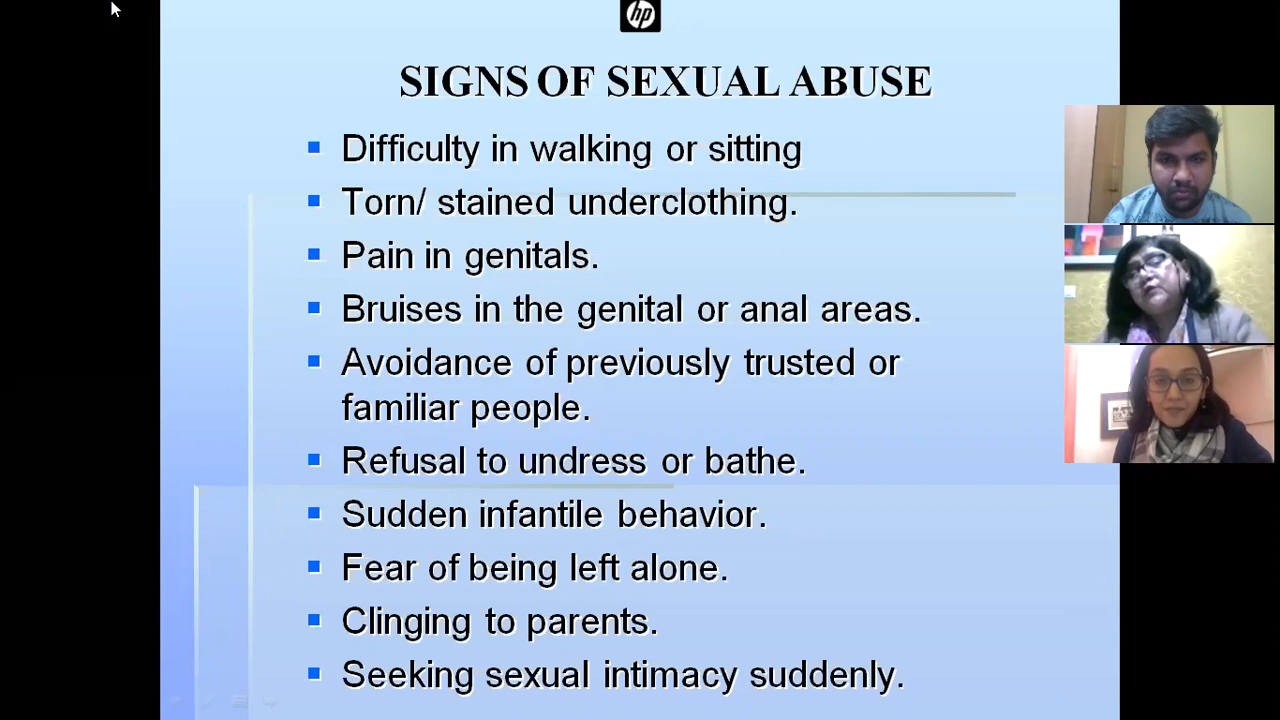 hp
SIGNS OF SEXUAL ABUSE
Difficulty in walking or sitting
Torn/ stained underclothing.
Pain in genitals.
Bruises in the genital or anal areas.
Avoidance of previously trusted or
familiar people.
Refusal to undress or bathe.
Sudden infantile behavior.
Fear of being left alone.
Clinging to parents.
Seeking sexual intimacy suddenly.